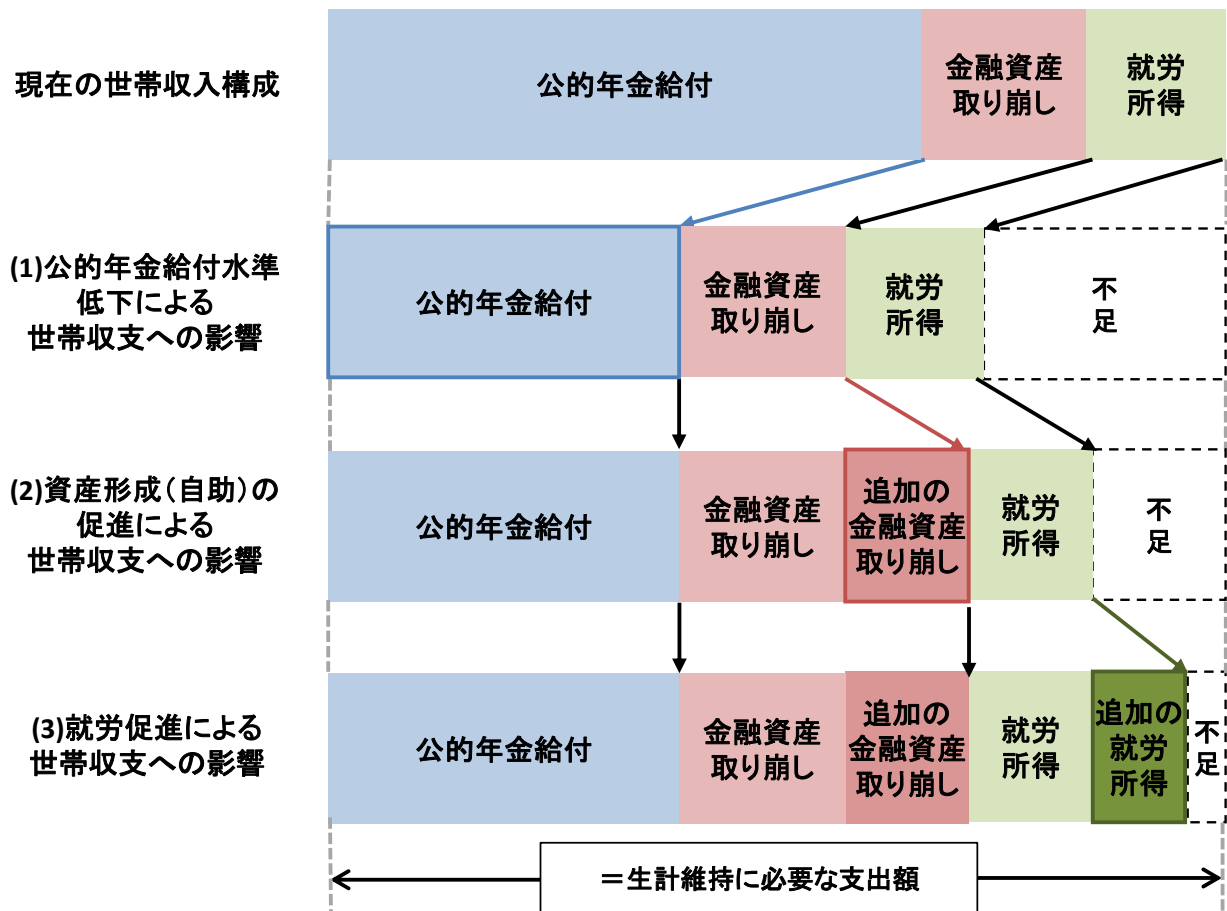 現在の世帯収入構成
公的年金給付
金融資産
取り崩し
就労
所得
(1)公的年金給付水準
低下による
世帯収支への影響
公的年金給付
金融資産
取り崩し
就労
所得
不
足
(2)資産形成（自助）の
促進による
世帯収支への影響
公的年金給付
金融資産
取り崩し
追加の
金融資産
取り崩し
就労
所得
不
足
(3)就労促進による
世帯収支への影響
公的年金給付
金融資産
取り崩し
追加の
金融資産
取り崩し
就労
所得
追加の
就労
所得
不
足
＝生計維持に必要な支出額